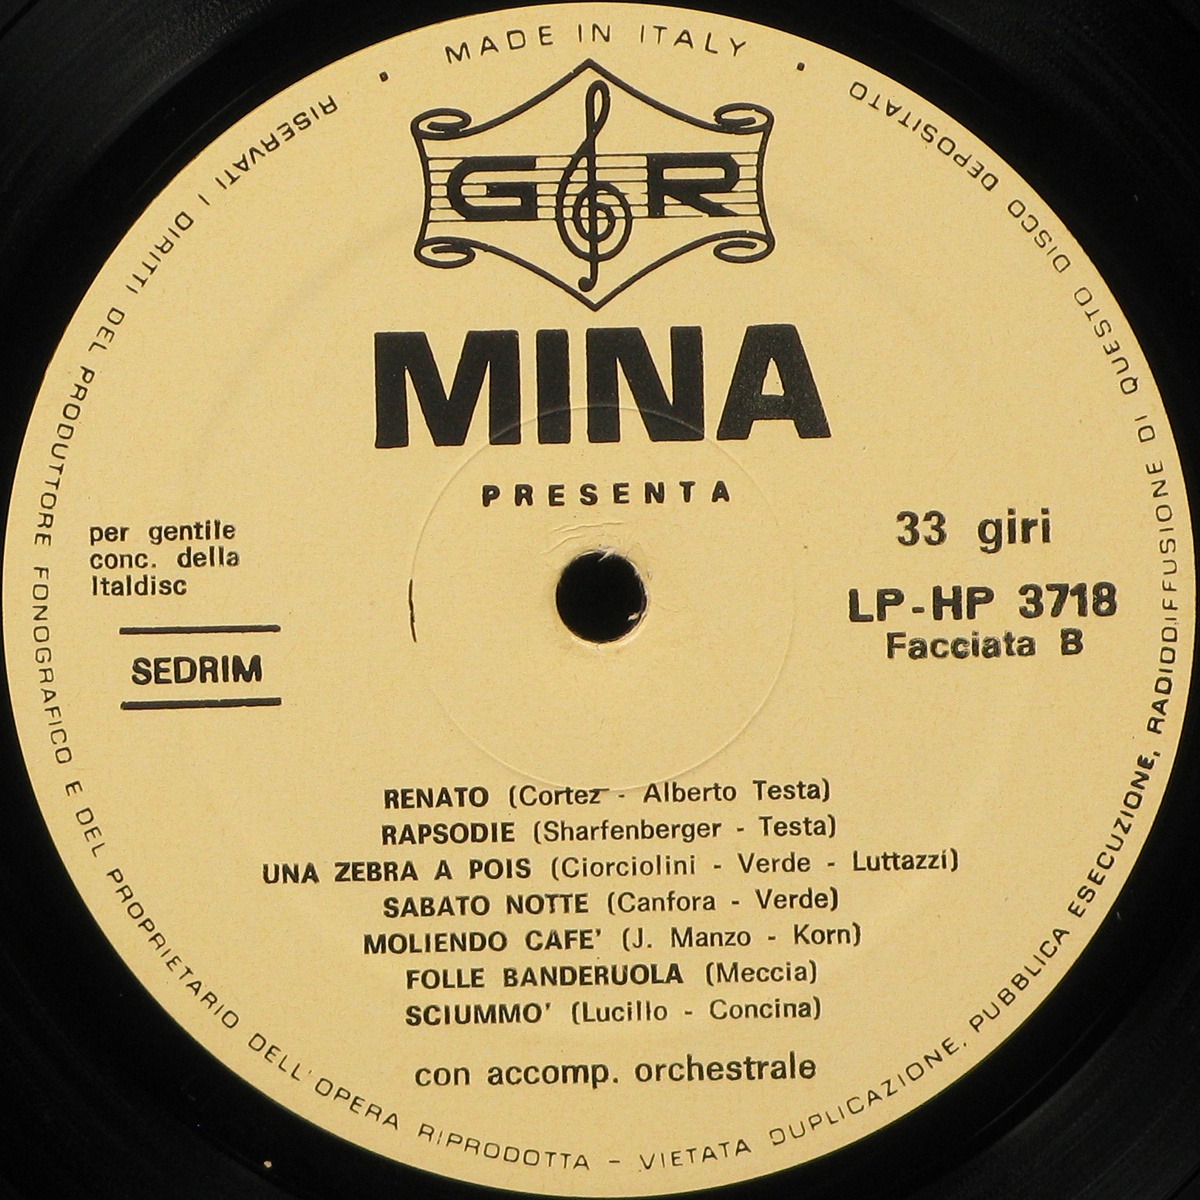 MADE IN ITALY
G R
MINA
PRESENTA
per gentile
conc. della
Italdisc
SEDRIM
33 giri
LP-HP 3718
Facciata B
RENATO (Cortez - Alberto Testa)
RAPSODIE (Sharfenberger - Testa)
UNA ZEBRA A POIS (Ciorciolini - Verde - Luttazzi)
SABATO NOTTE (Canfora - Verde)
MOLIENDO CAFE' (J. Manzo - Korn)
FOLLE BANDERUOLA (Meccia)
SCIUMMO' (Lucillo - Concina)
con accomp. orchestrale
RISERVATI I DIRITTI DEL PRODUTTORE FONOGRAFICO E DEL PROPRIETARIO DELL'OPERA RIPRODOTTA - VIETATA DUPLICAZIONE. PUBBLICA ESECUZIONE, RADIODIFFUSIONE DI QUESTO DISCO DEPOSITATO